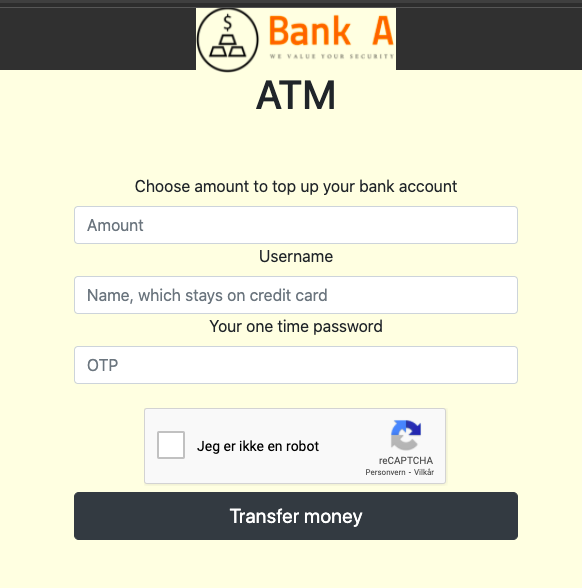 $
Bank A
WE VALUE YOUR SECURITY
ATM
Choose amount to top up your bank account
Amount
Username
Name, which stays on credit card
Your one time password
OTP
Jeg er ikke en robot
reCAPTCHA
Personvern - Vilkår
Transfer money